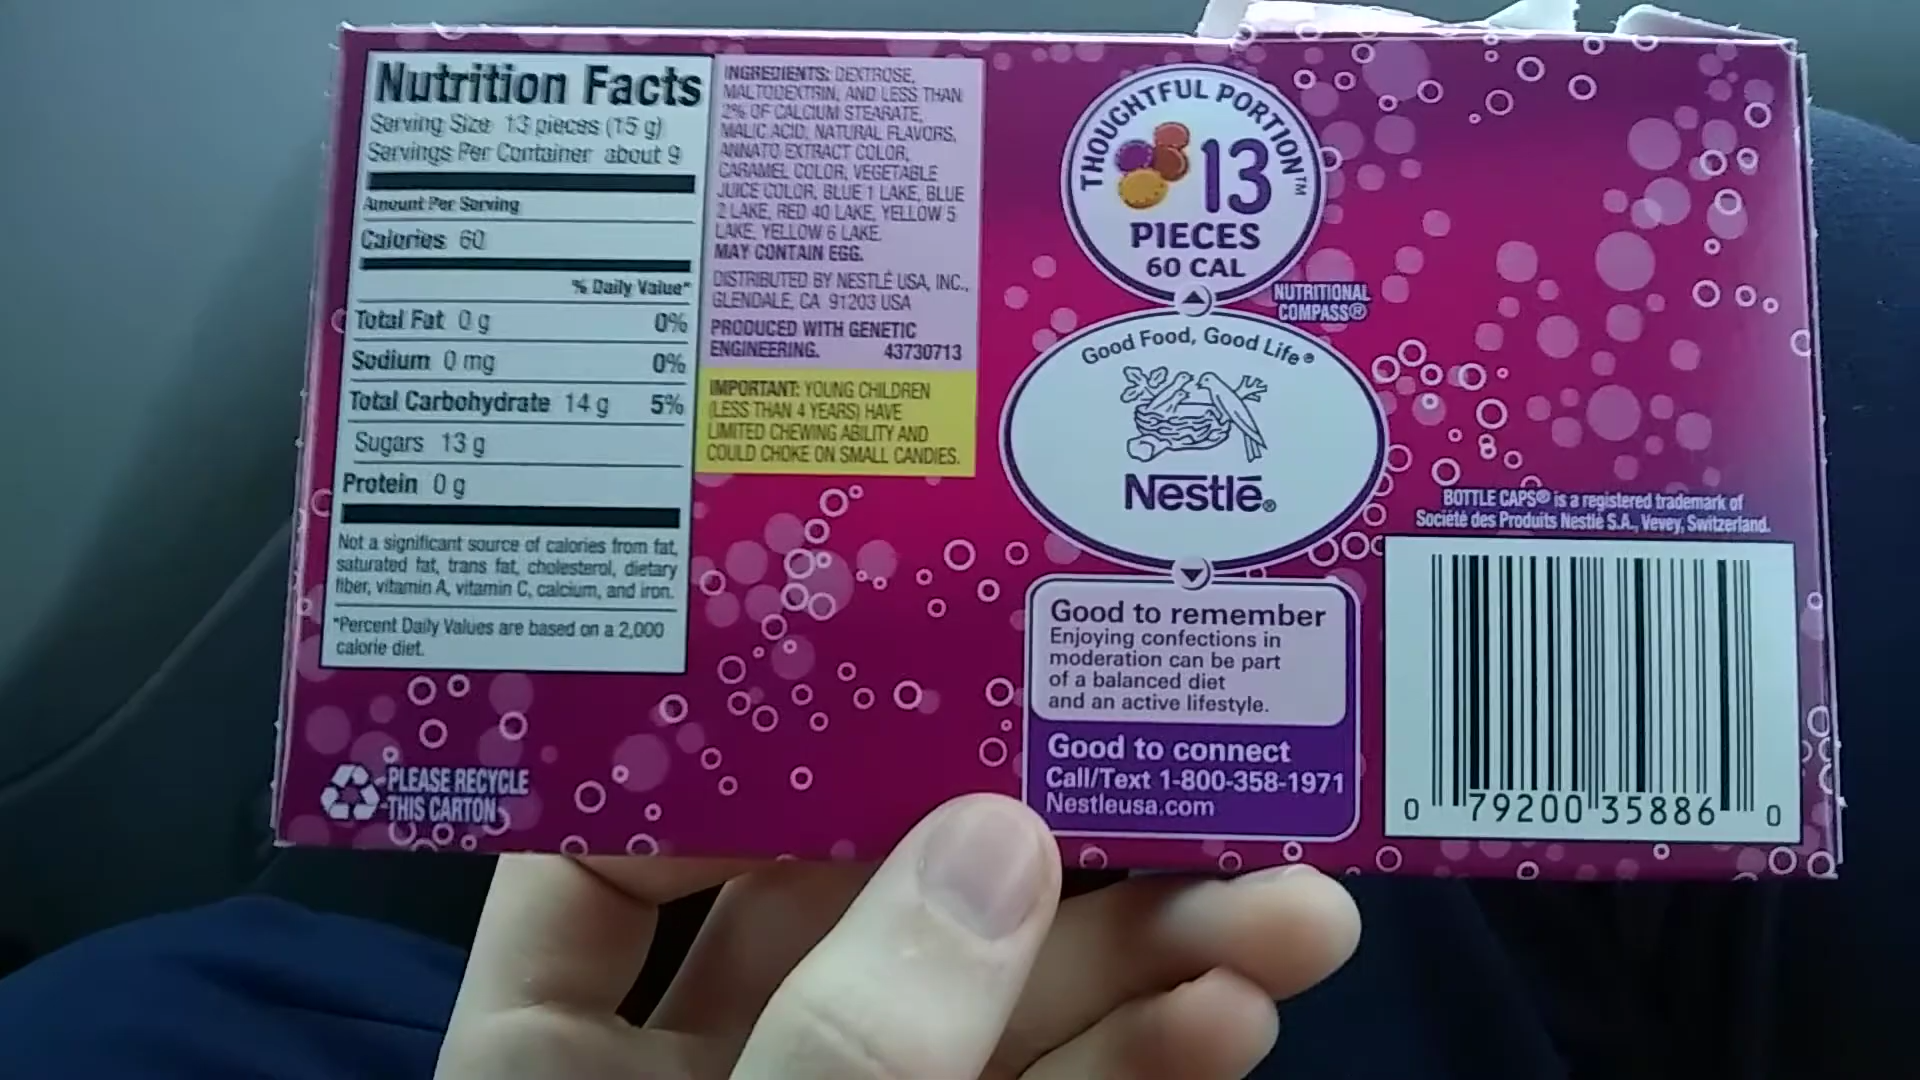 Nutrition Facts
Serving Size 13 pieces (15 g)
Servings Per Container about 9
Amount Per Serving
Calories 60
% Daily Value*
Total Fat 0 g 0%
Sodium 0 mg 0%
Total Carbohydrate 14 g 5%
Sugars 13 g
Protein 0 g
Not a significant source of calories from fat,
saturated fat, trans fat, cholesterol, dietary
fiber, vitamin A, vitamin C, calcium, and iron.
*Percent Daily Values are based on a 2,000
calorie diet.
PLEASE RECYCLE
THIS CARTON
INGREDIENTS: DEXTROSE,
MALTODEXTRIN, AND LESS THAN
2% OF CALCIUM STEARATE,
MALIC ACID, NATURAL FLAVORS,
ANNATO EXTRACT COLOR,
CARAMEL COLOR, VEGETABLE
JUICE COLOR, BLUE 1 LAKE, BLUE
2 LAKE, RED 40 LAKE, YELLOW 5
LAKE, YELLOW 6 LAKE.
MAY CONTAIN EGG.
DISTRIBUTED BY NESTLÉ USA, INC.,
GLENDALE, CA 91203 USA
PRODUCED WITH GENETIC
ENGINEERING. 43730713
IMPORTANT: YOUNG CHILDREN
(LESS THAN 4 YEARS) HAVE
LIMITED CHEWING ABILITY AND
COULD CHOKE ON SMALL CANDIES.
THOUGHTFUL PORTION™
13
PIECES
60 CAL
NUTRITIONAL
COMPASS®
Good Food, Good Life®
Nestlé®
Good to remember
Enjoying confections in
moderation can be part
of a balanced diet
and an active lifestyle.
Good to connect
Call/Text 1-800-358-1971
Nestleusa.com
BOTTLE CAPS® is a registered trademark of
Société des Produits Nestlé S.A., Vevey, Switzerland.
0 79200 35886 0